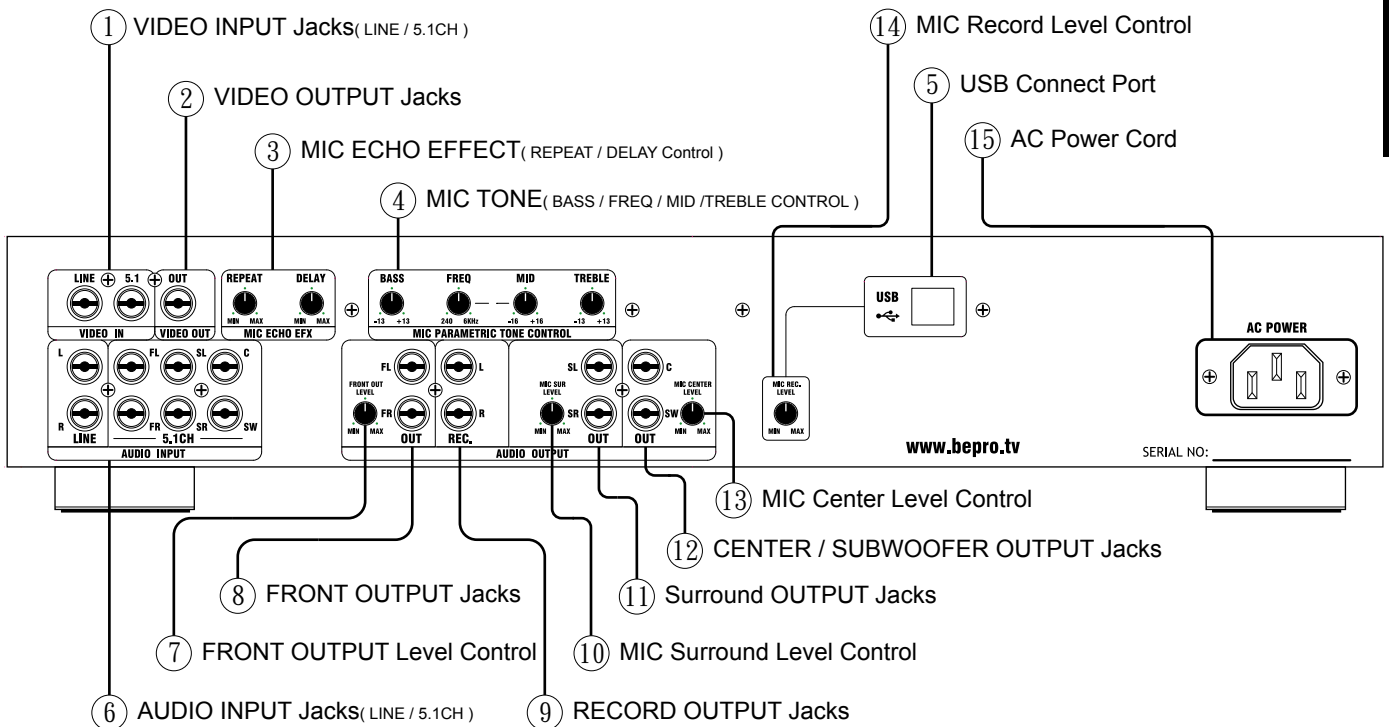 ① VIDEO INPUT Jacks( LINE / 5.1CH )
⑭ MIC Record Level Control
② VIDEO OUTPUT Jacks
⑤ USB Connect Port
③ MIC ECHO EFFECT( REPEAT / DELAY Control )
⑮ AC Power Cord
④ MIC TONE( BASS / FREQ / MID /TREBLE CONTROL )
LINE 5.1 OUT REPEAT DELAY BASS FREQ MID TREBLE
MIN MAX MIN MAX -13 +13 240 6KHz -16 +16 -13 +13
VIDEO IN VIDEO OUT MIC ECHO EFX MIC PARAMETRIC TONE CONTROL
USB
AC POWER
L FL SL C
R FR SR SW
LINE 5.1CH
AUDIO INPUT
FRONT OUT LEVEL
MIN MAX
FL
FR
OUT
L
R
REC.
MIC SUR LEVEL
MIN MAX
SL
SR
OUT
C
SW
OUT
MIC CENTER LEVEL
MIN MAX
AUDIO OUTPUT
MIC REC. LEVEL
MIN MAX
www.bepro.tv
SERIAL NO:
⑬ MIC Center Level Control
⑫ CENTER / SUBWOOFER OUTPUT Jacks
⑧ FRONT OUTPUT Jacks
⑪ Surround OUTPUT Jacks
⑦ FRONT OUTPUT Level Control
⑩ MIC Surround Level Control
⑥ AUDIO INPUT Jacks( LINE / 5.1CH )
⑨ RECORD OUTPUT Jacks